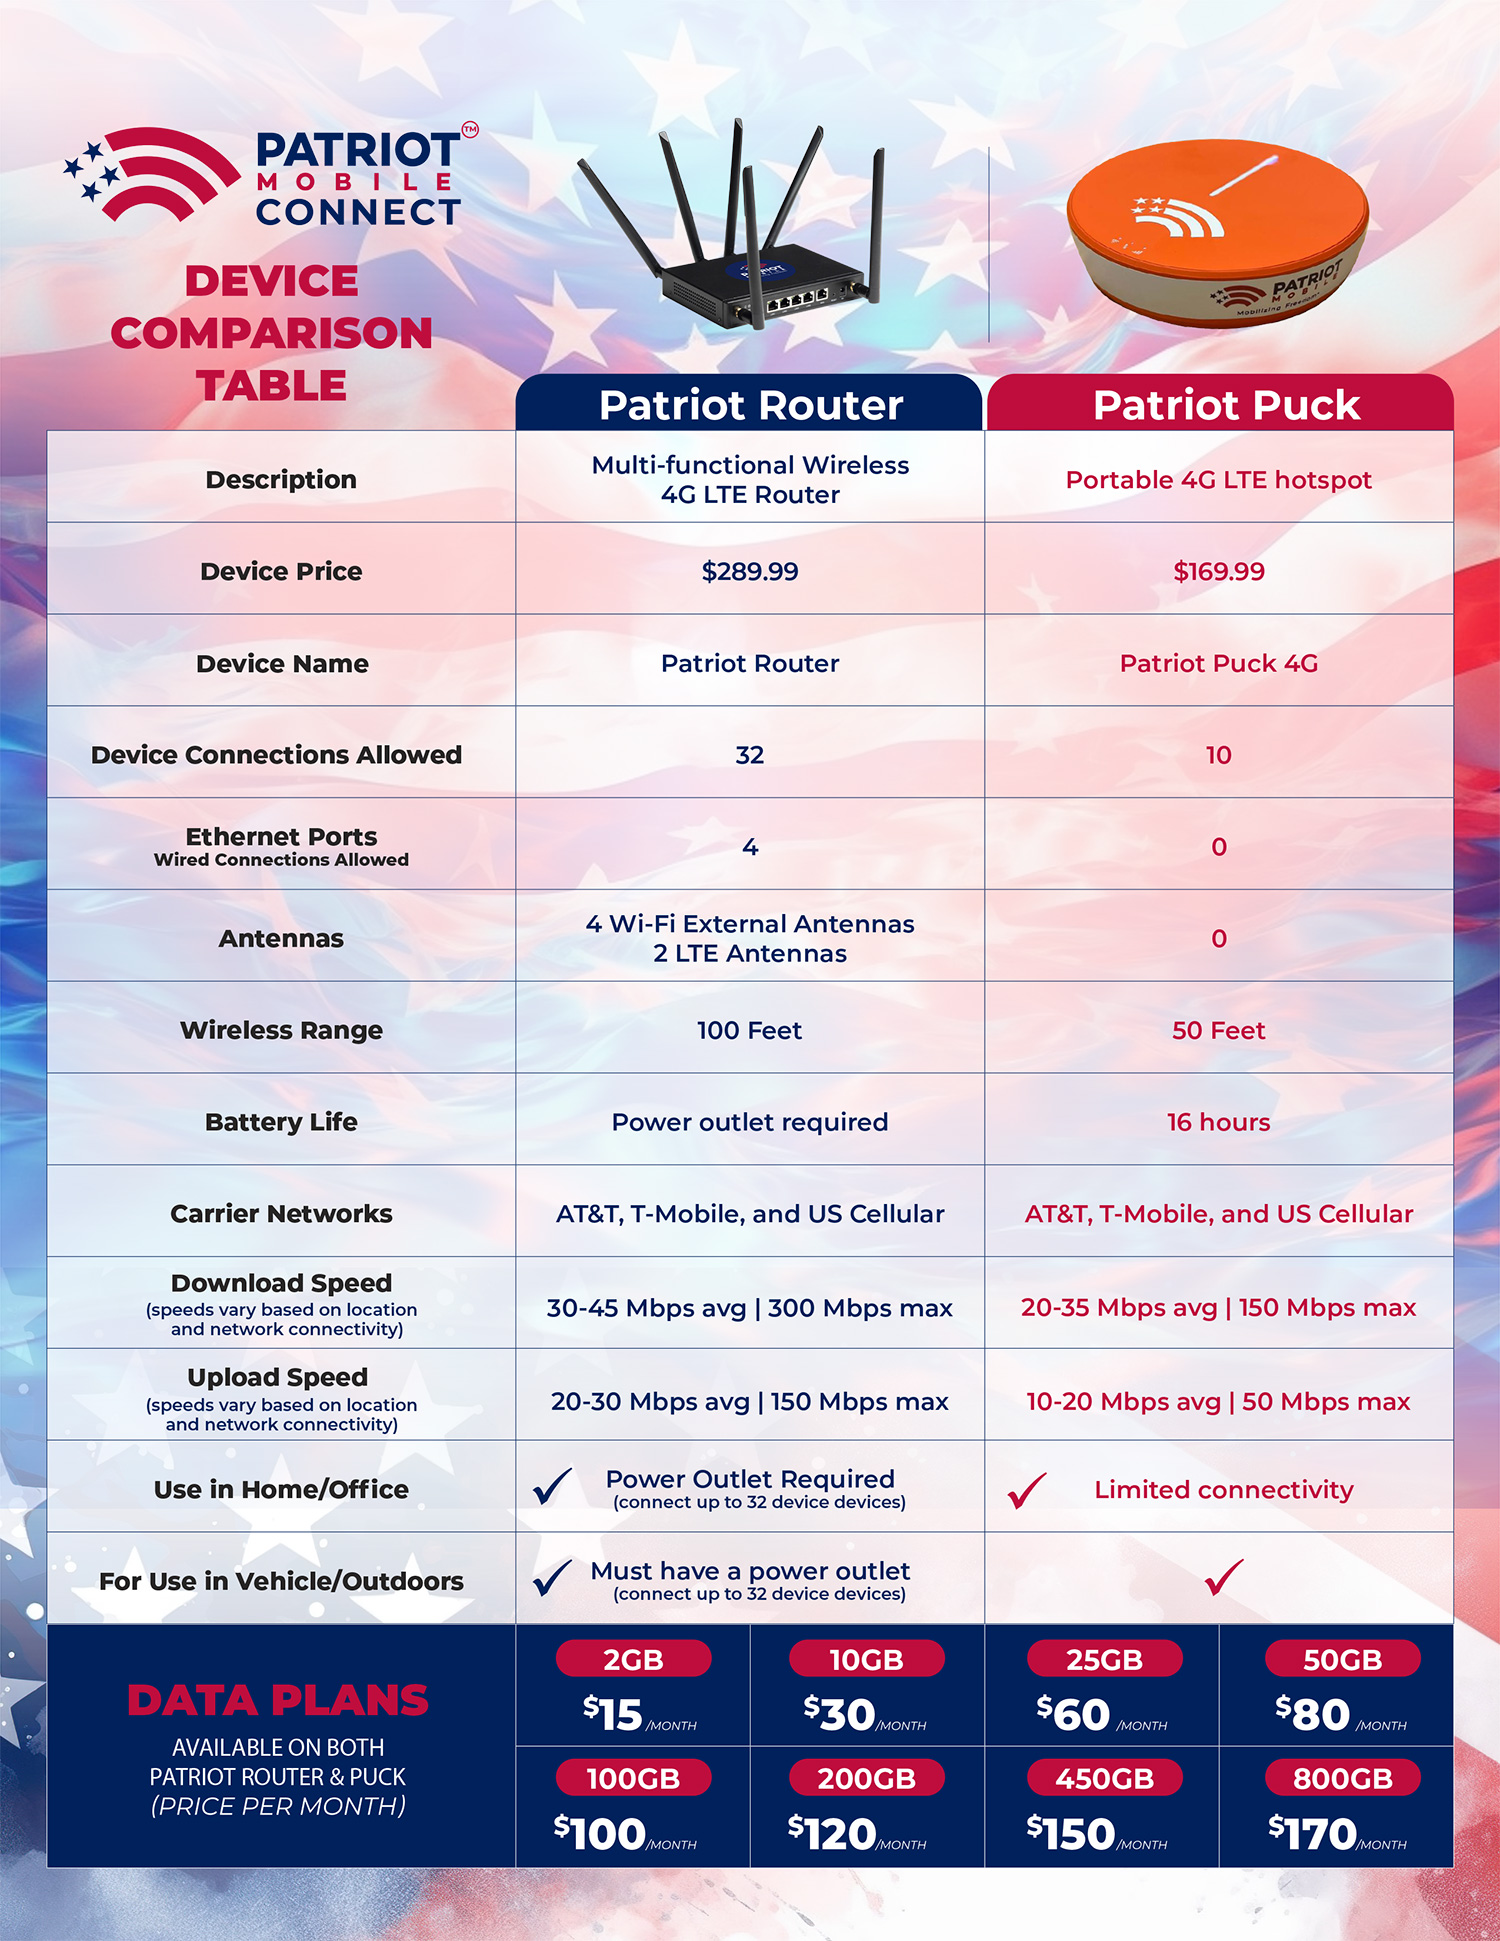 PATRIOT TM
MOBILE
CONNECT
DEVICE
COMPARISON
TABLE
PATRIOT
PATRIOT
MOBILE
Mobilizing Freedom
Patriot Router
Patriot Puck
Description
Multi-functional Wireless
4G LTE Router
Portable 4G LTE hotspot
Device Price
$289.99
$169.99
Device Name
Patriot Router
Patriot Puck 4G
Device Connections Allowed
32
10
Ethernet Ports
Wired Connections Allowed
4
0
Antennas
4 Wi-Fi External Antennas
2 LTE Antennas
0
Wireless Range
100 Feet
50 Feet
Battery Life
Power outlet required
16 hours
Carrier Networks
AT&T, T-Mobile, and US Cellular
AT&T, T-Mobile, and US Cellular
Download Speed
(speeds vary based on location
and network connectivity)
30-45 Mbps avg | 300 Mbps max
20-35 Mbps avg | 150 Mbps max
Upload Speed
(speeds vary based on location
and network connectivity)
20-30 Mbps avg | 150 Mbps max
10-20 Mbps avg | 50 Mbps max
Use in Home/Office
✓ Power Outlet Required
(connect up to 32 device devices)
✓ Limited connectivity
For Use in Vehicle/Outdoors
✓ Must have a power outlet
(connect up to 32 device devices)
✓
DATA PLANS
AVAILABLE ON BOTH
PATRIOT ROUTER & PUCK
(PRICE PER MONTH)
2GB
$15 /MONTH
10GB
$30 /MONTH
25GB
$60 /MONTH
50GB
$80 /MONTH
100GB
$100 /MONTH
200GB
$120 /MONTH
450GB
$150 /MONTH
800GB
$170 /MONTH